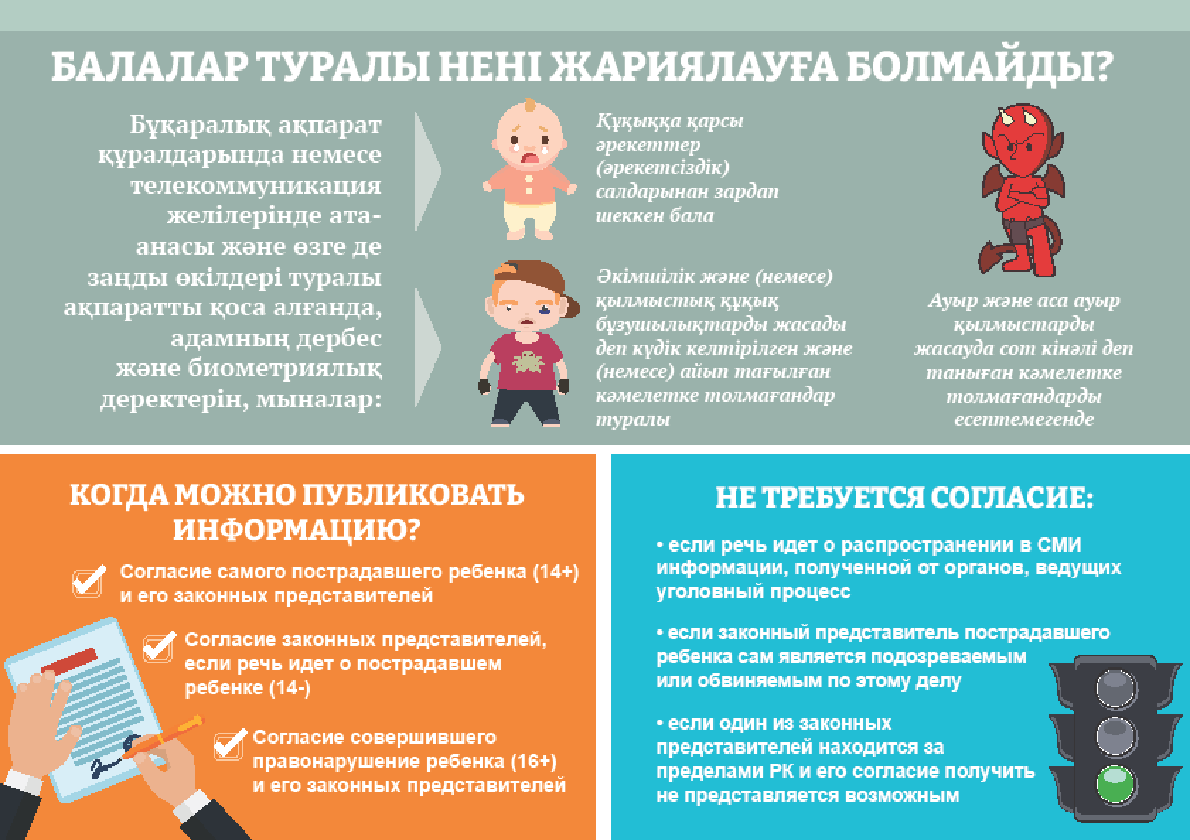 БАЛАЛАР ТУРАЛЫ НЕНІ ЖАРИЯЛАУҒА БОЛМАЙДЫ?
Бұқаралық ақпарат
құралдарында немесе
телекоммуникация
желілерінде ата-
анасы және өзге де
заңды өкілдері туралы
ақпаратты қоса алғанда,
адамның дербес
және биометриялық
деректерін, мыналар:
Құқыққа қарсы
әрекеттер
(әрекетсіздік)
салдарынан зардап
шеккен бала
Әкімшілік және (немесе)
қылмыстық құқық
бұзушылықтарды жасады
деп күдік келтірілген және
(немесе) айып тағылған
кәмелетке толмағандар
туралы
Ауыр және аса ауыр
қылмыстарды
жасауда сот кінәлі деп
таныған кәмелетке
толмағандарды
есептемегенде
КОГДА МОЖНО ПУБЛИКОВАТЬ
ИНФОРМАЦИЮ?
Согласие самого пострадавшего ребенка (14+)
и его законных представителей
Согласие законных представителей,
если речь идет о пострадавшем
ребенке (14-)
Согласие совершившего
правонарушение ребенка (16+)
и его законных представителей
НЕ ТРЕБУЕТСЯ СОГЛАСИЕ:
• если речь идет о распространении в СМИ
информации, полученной от органов, ведущих
уголовный процесс
• если законный представитель пострадавшего
ребенка сам является подозреваемым
или обвиняемым по этому делу
• если один из законных
представителей находится за
пределами РК и его согласие получить
не представляется возможным